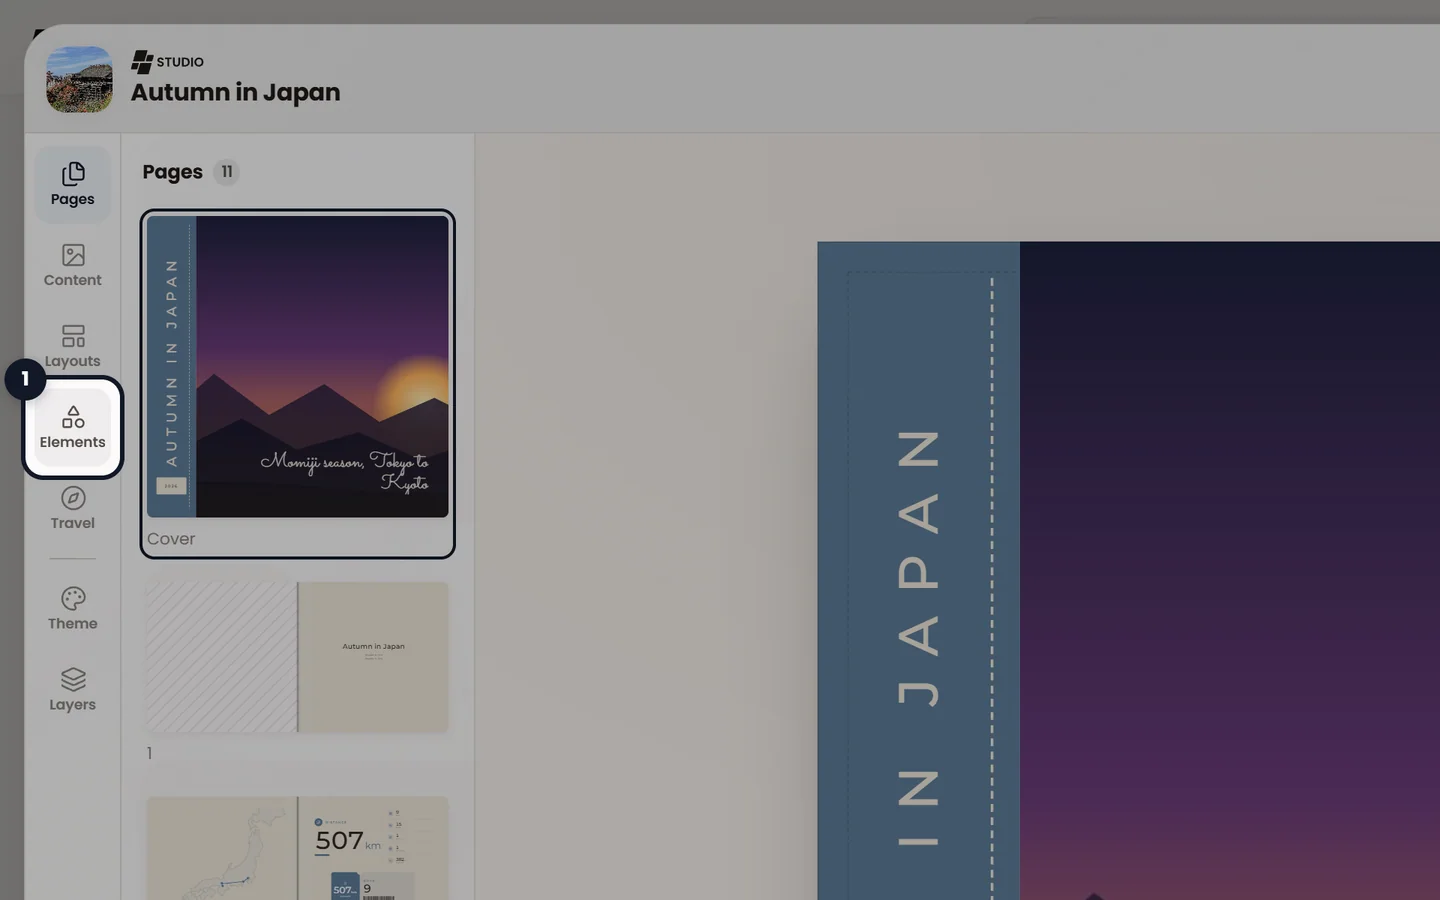 STUDIO
Autumn in Japan
Pages
Content
Layouts
1
Elements
Travel
Theme
Layers
Pages 11
AUTUMN IN JAPAN
Momiji season, Tokyo to
Kyoto
Cover
Autumn in Japan
1
507 km
507...
9
IN JAPAN